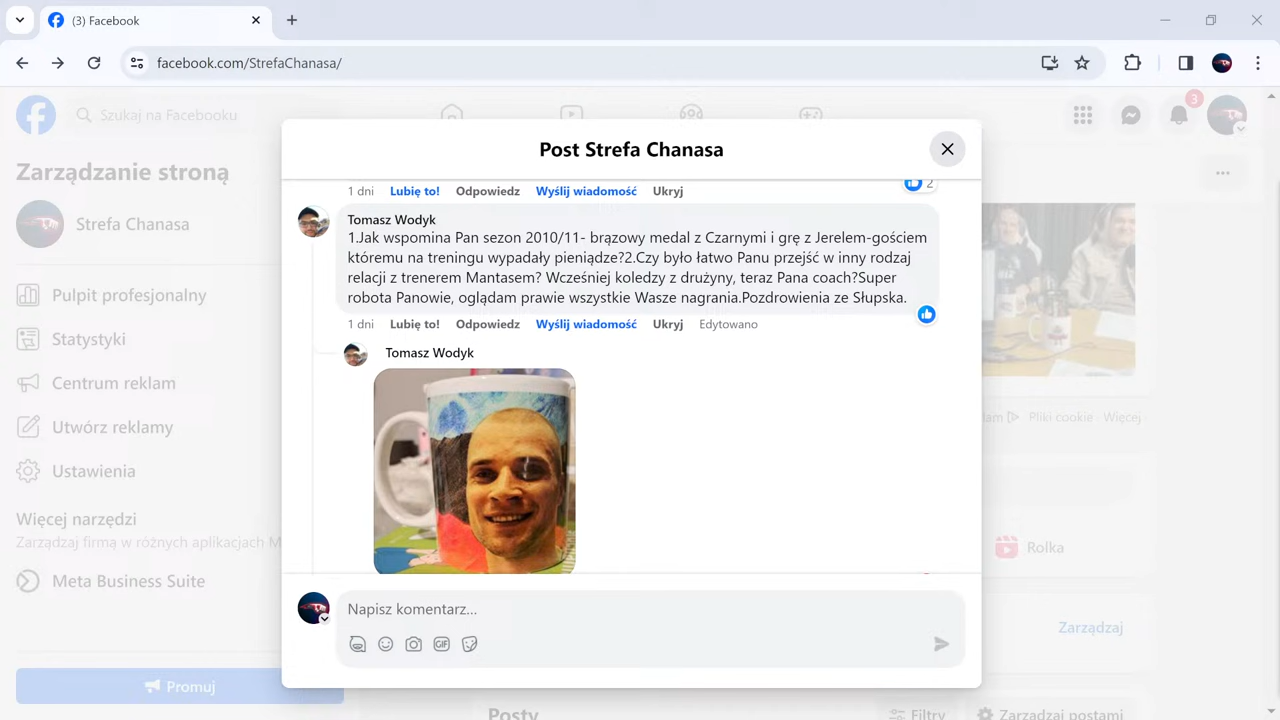 (3) Facebook
facebook.com/StrefaChanasa/
Szukaj na Facebooku
3
Zarządzanie stroną
Strefa Chanasa
Pulpit profesjonalny
Statystyki
Centrum reklam
Utwórz reklamy
Ustawienia
Więcej narzędzi
Zarządzaj firmą w różnych aplikacjach M
Meta Business Suite
Promuj
Post Strefa Chanasa
1 dni Lubię to! Odpowiedz Wyślij wiadomość Ukryj
2
Tomasz Wodyk
1.Jak wspomina Pan sezon 2010/11- brązowy medal z Czarnymi i grę z Jerelem-gościem
któremu na treningu wypadały pieniądze?2.Czy było łatwo Panu przejść w inny rodzaj
relacji z trenerem Mantasem? Wcześniej koledzy z drużyny, teraz Pana coach?Super
robota Panowie, oglądam prawie wszystkie Wasze nagrania.Pozdrowienia ze Słupska.
1 dni Lubię to! Odpowiedz Wyślij wiadomość Ukryj Edytowano
Tomasz Wodyk
Napisz komentarz...
GIF
lam
Pliki cookie · Więcej
Rolka
Zarządzaj
Posty
Filtry
Zarządzaj postami